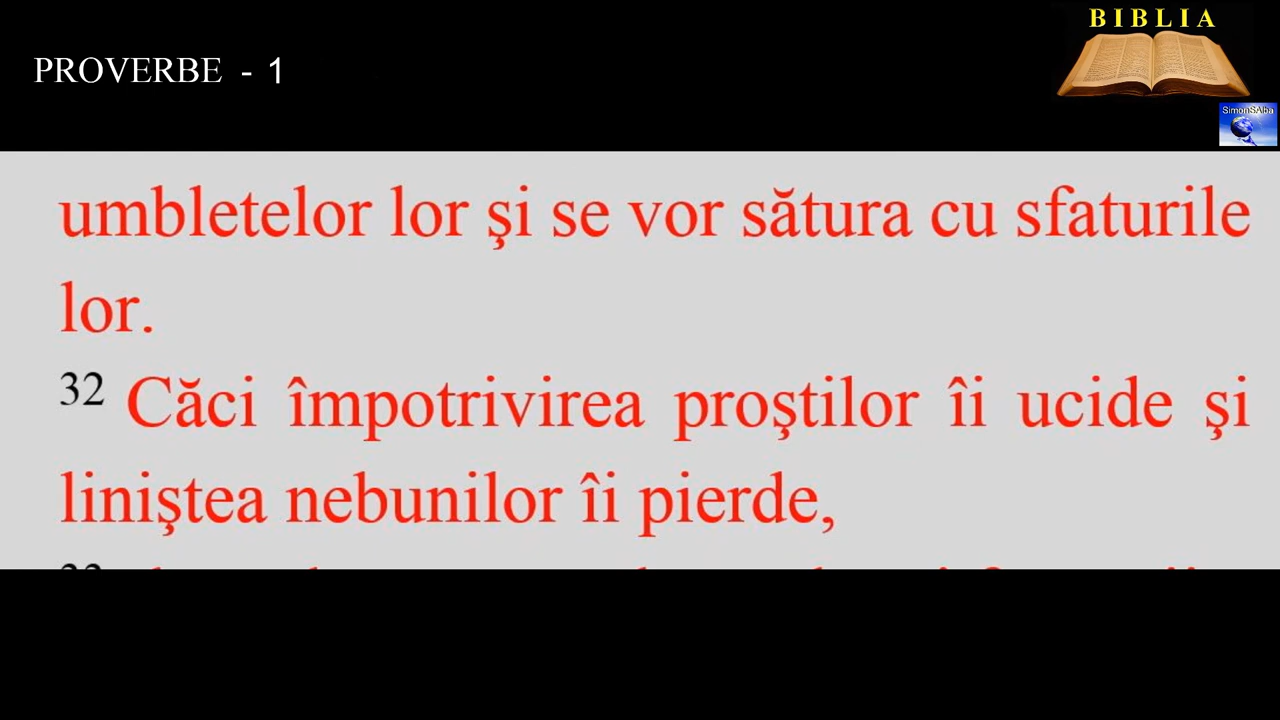 BIBLIA
PROVERBE - 1
SimonSAlba
umbletelor lor şi se vor sătura cu sfaturile
lor.
32 Căci împotrivirea proştilor îi ucide şi
liniştea nebunilor îi pierde,